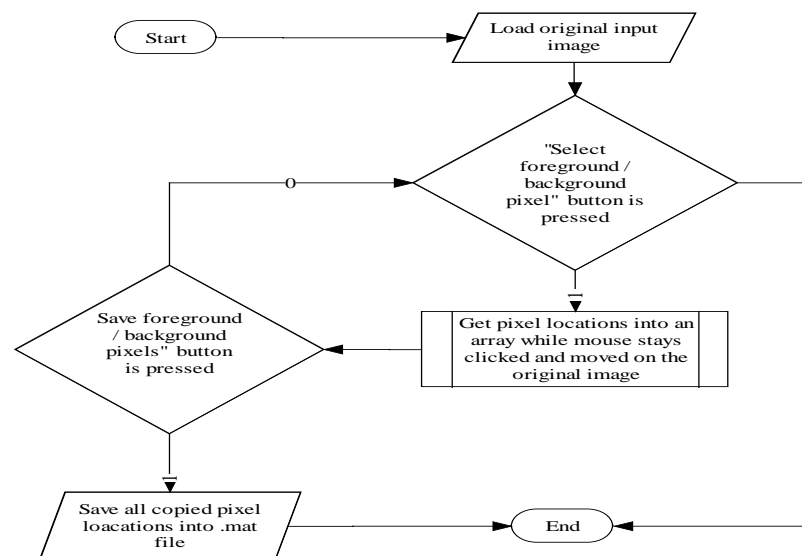 Start
Load original input
image
"Select
foreground /
background
pixel" button is
pressed
0
1
Get pixel locations into an
array while mouse stays
clicked and moved on the
original image
Save foreground
/ background
pixels" button
is pressed
1
Save all copied pixel
loacations into .mat
file
End